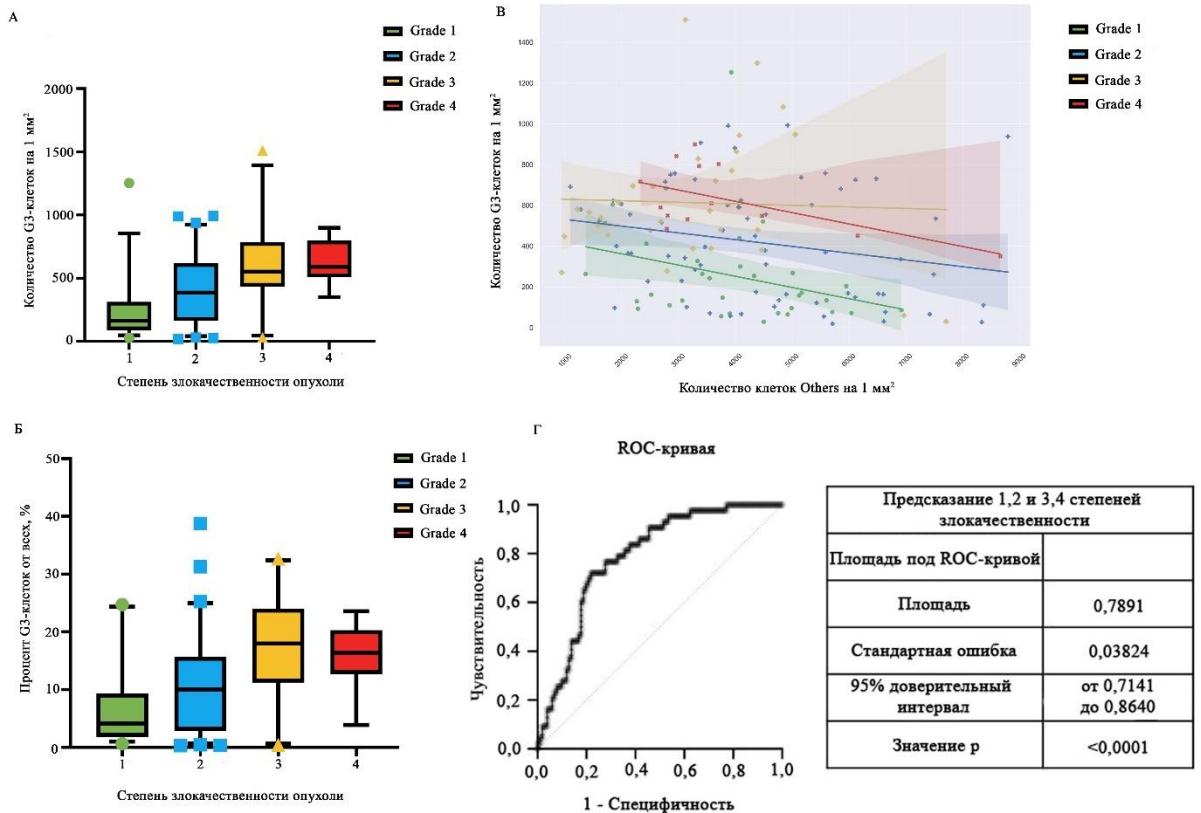 А
Grade 1
Grade 2
Grade 3
Grade 4
Количество G3-клеток на 1 мм²
2000
1500
1000
500
0
1 2 3 4
Степень злокачественности опухоли
В
Grade 1
Grade 2
Grade 3
Grade 4
Количество G3-клеток на 1 мм²
1400
1200
1000
800
600
400
200
0
1000 2000 3000 4000 5000 6000 7000 8000 9000
Количество клеток Others на 1 мм²
Б
Grade 1
Grade 2
Grade 3
Grade 4
Процент G3-клеток от всех, %
50
40
30
20
10
0
1 2 3 4
Степень злокачественности опухоли
Г
ROC-кривая
Чувствительность
1,0
0,8
0,6
0,4
0,2
0,0
0,0 0,2 0,4 0,6 0,8 1,0
1 - Специфичность
Предсказание 1,2 и 3,4 степеней
злокачественности
Площадь под ROC-кривой
Площадь 0,7891
Стандартная ошибка 0,03824
95% доверительный
интервал
от 0,7141
до 0,8640
Значение р <0,0001